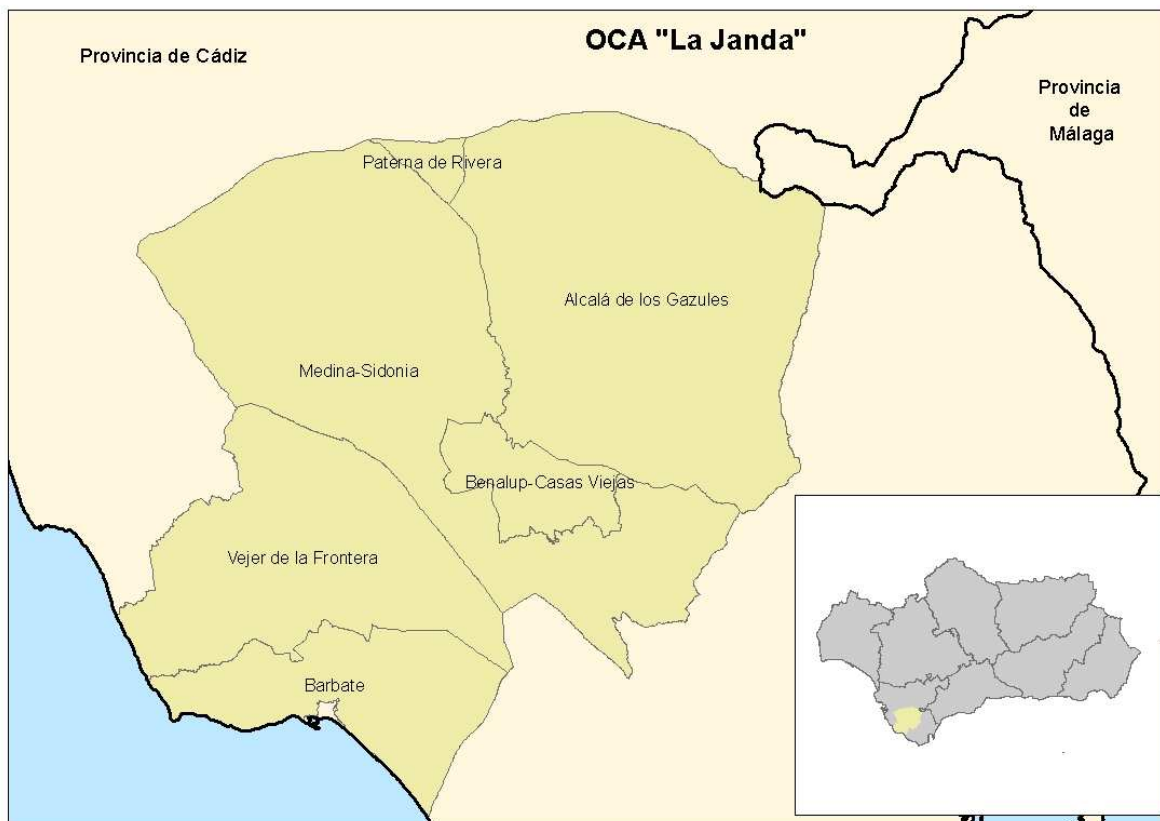 OCA "La Janda"
Provincia de Cádiz
Provincia
de
Málaga
Paterna de Rivera
Alcalá de los Gazules
Medina-Sidonia
Benalup-Casas Viejas
Vejer de la Frontera
Barbate